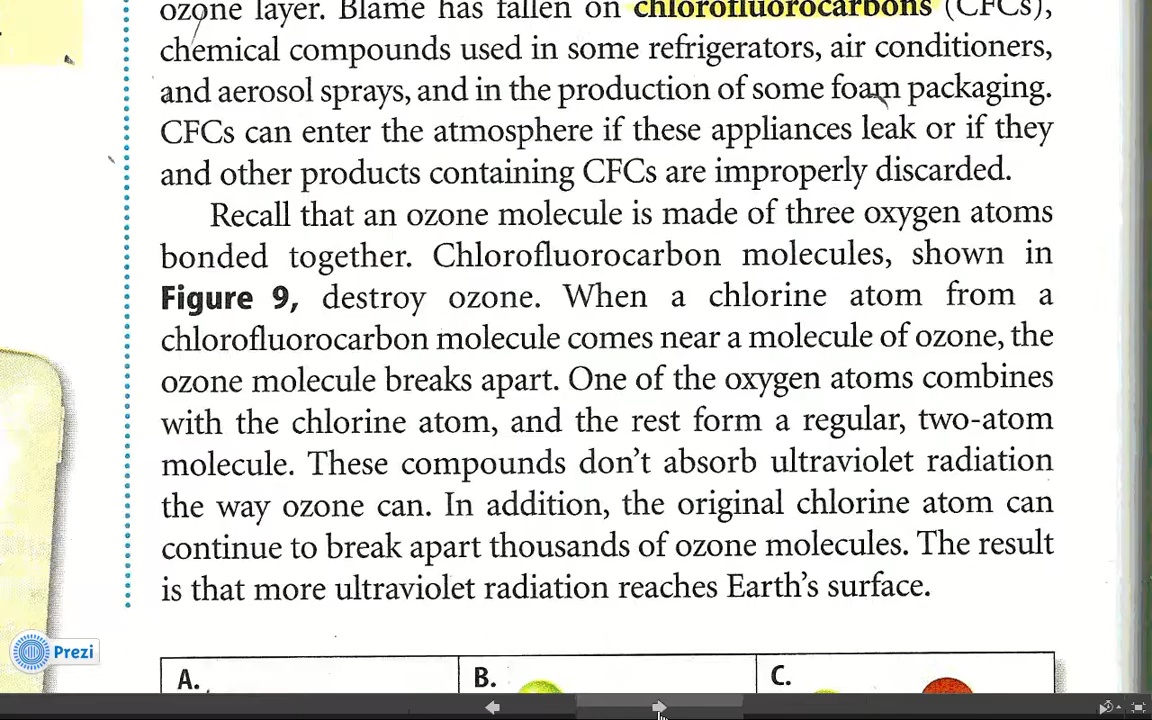 ozone layer. Blame has fallen on chlorofluorocarbons (CFCs),
chemical compounds used in some refrigerators, air conditioners,
and aerosol sprays, and in the production of some foam packaging.
CFCs can enter the atmosphere if these appliances leak or if they
and other products containing CFCs are improperly discarded.
Recall that an ozone molecule is made of three oxygen atoms
bonded together. Chlorofluorocarbon molecules, shown in
Figure 9, destroy ozone. When a chlorine atom from a
chlorofluorocarbon molecule comes near a molecule of ozone, the
ozone molecule breaks apart. One of the oxygen atoms combines
with the chlorine atom, and the rest form a regular, two-atom
molecule. These compounds don’t absorb ultraviolet radiation
the way ozone can. In addition, the original chlorine atom can
continue to break apart thousands of ozone molecules. The result
is that more ultraviolet radiation reaches Earth’s surface.
Prezi
A. B. C.